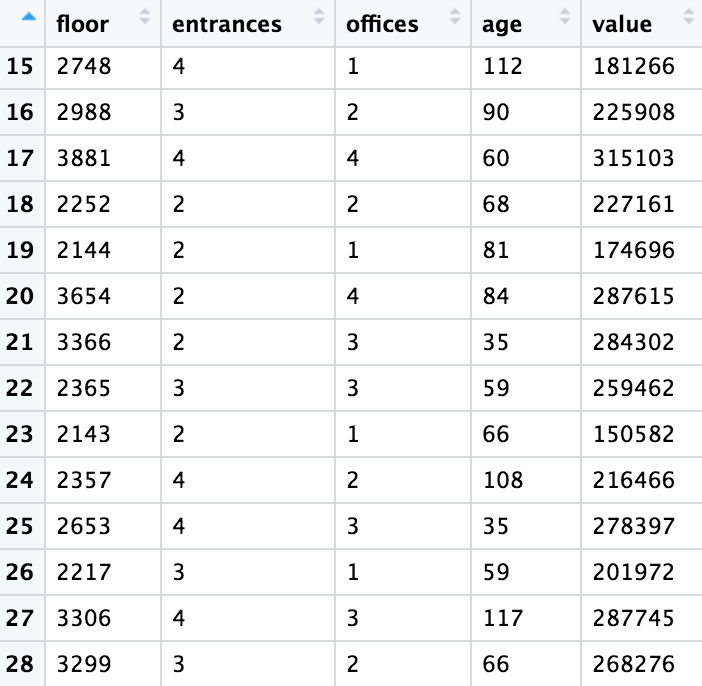 floor entrances offices age value
15 2748 4 1 112 181266
16 2988 3 2 90 225908
17 3881 4 4 60 315103
18 2252 2 2 68 227161
19 2144 2 1 81 174696
20 3654 2 4 84 287615
21 3366 2 3 35 284302
22 2365 3 3 59 259462
23 2143 2 1 66 150582
24 2357 4 2 108 216466
25 2653 4 3 35 278397
26 2217 3 1 59 201972
27 3306 4 3 117 287745
28 3299 3 2 66 268276